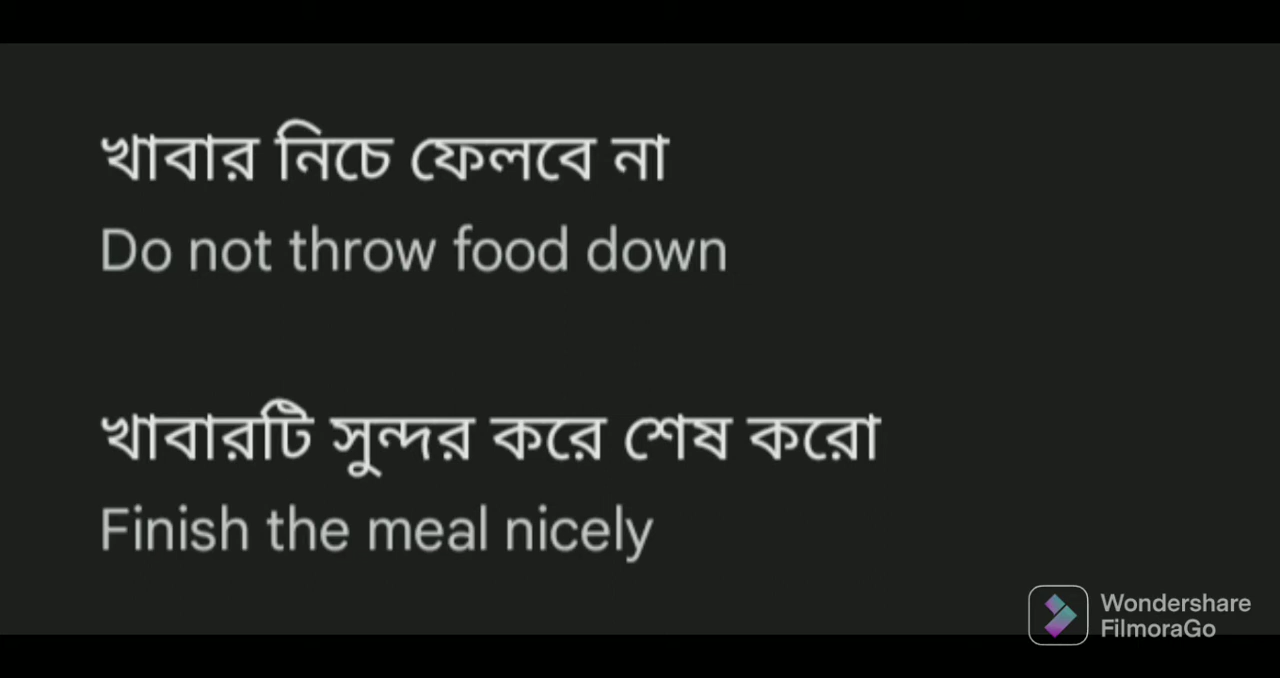 খাবার নিচে ফেলবে না
Do not throw food down
খাবারটি সুন্দর করে শেষ করো
Finish the meal nicely
Wondershare
FilmoraGo